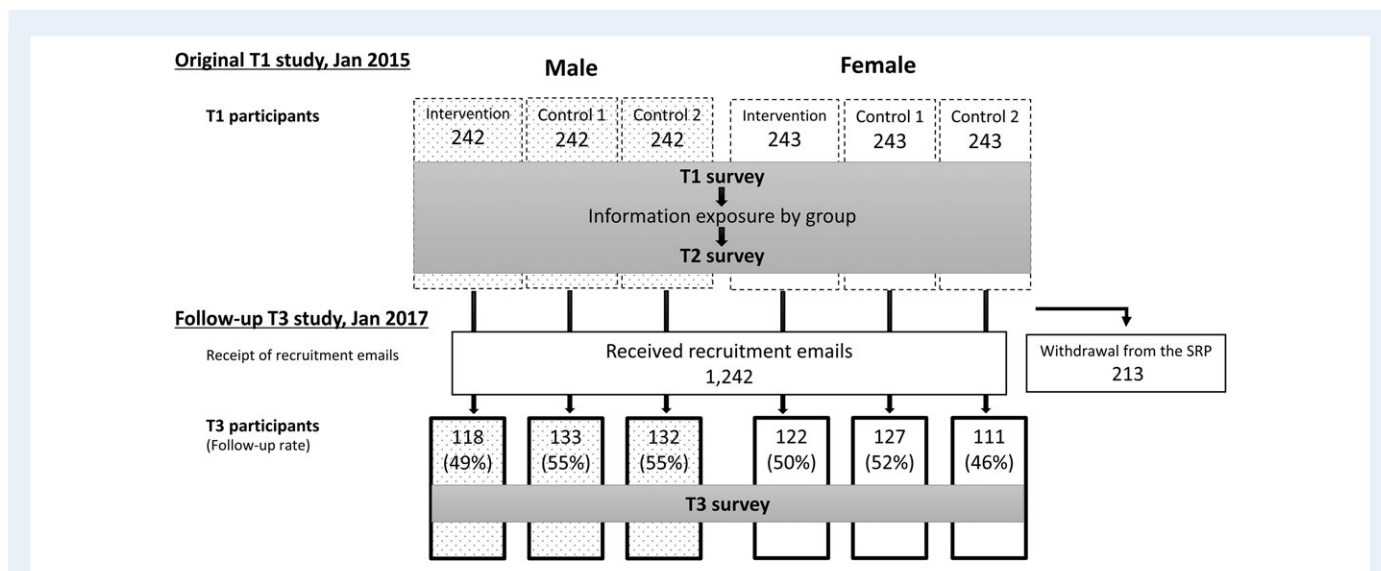 Original T1 study, Jan 2015
Male
Female
T1 participants
Intervention
242
Control 1
242
Control 2
242
Intervention
243
Control 1
243
Control 2
243
T1 survey
Information exposure by group
T2 survey
Follow-up T3 study, Jan 2017
Receipt of recruitment emails
Received recruitment emails
1,242
Withdrawal from the SRP
213
T3 participants
(Follow-up rate)
118
(49%)
133
(55%)
132
(55%)
122
(50%)
127
(52%)
111
(46%)
T3 survey